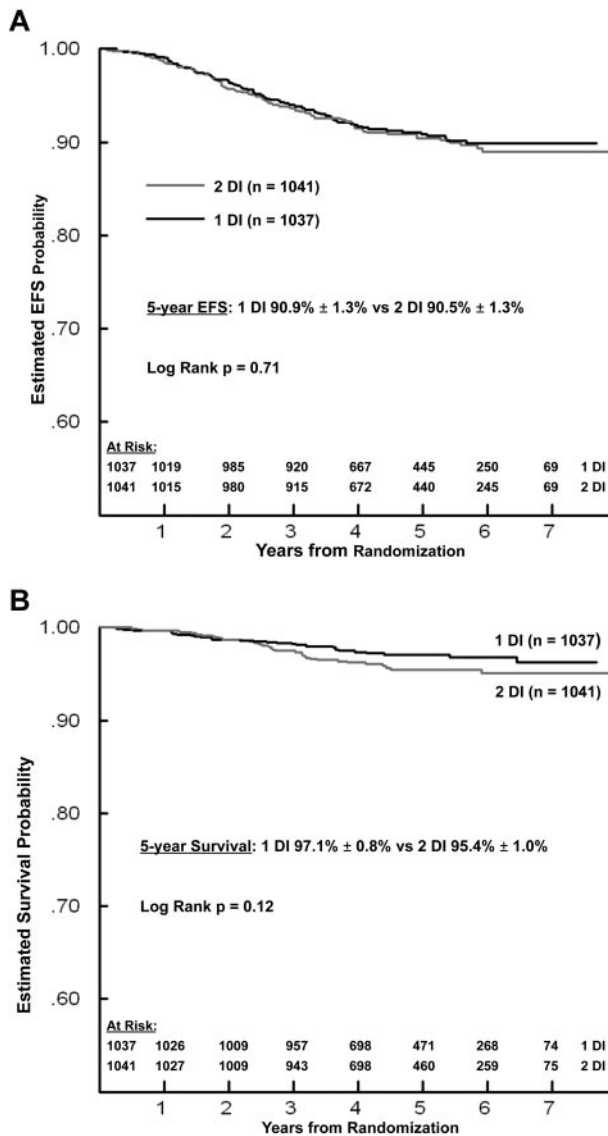 A
Estimated EFS Probability
1.00
.90
.80
.70
.60
2 DI (n = 1041)
1 DI (n = 1037)
5-year EFS: 1 DI 90.9% ± 1.3% vs 2 DI 90.5% ± 1.3%
Log Rank p = 0.71
At Risk:
1037 1019 985 920 667 445 250 69 1 DI
1041 1015 980 915 672 440 245 69 2 DI
1 2 3 4 5 6 7
Years from Randomization
B
Estimated Survival Probability
1.00
.90
.80
.70
.60
1 DI (n = 1037)
2 DI (n = 1041)
5-year Survival: 1 DI 97.1% ± 0.8% vs 2 DI 95.4% ± 1.0%
Log Rank p = 0.12
At Risk:
1037 1026 1009 957 698 471 268 74 1 DI
1041 1027 1009 943 698 460 259 75 2 DI
1 2 3 4 5 6 7
Years from Randomization